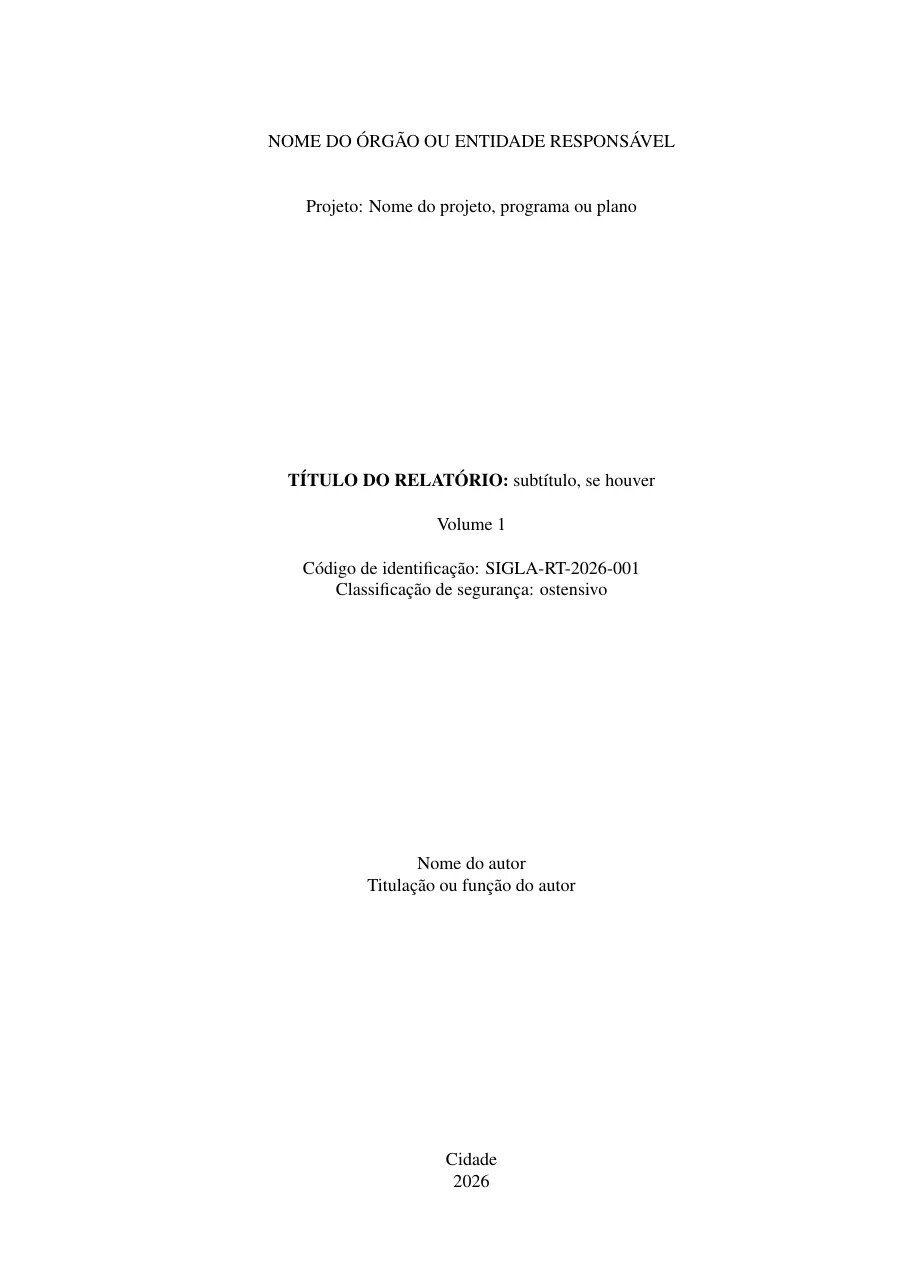 NOME DO ÓRGÃO OU ENTIDADE RESPONSÁVEL
Projeto: Nome do projeto, programa ou plano
TÍTULO DO RELATÓRIO: subtítulo, se houver
Volume 1
Código de identificação: SIGLA-RT-2026-001
Classificação de segurança: ostensivo
Nome do autor
Titulação ou função do autor
Cidade
2026